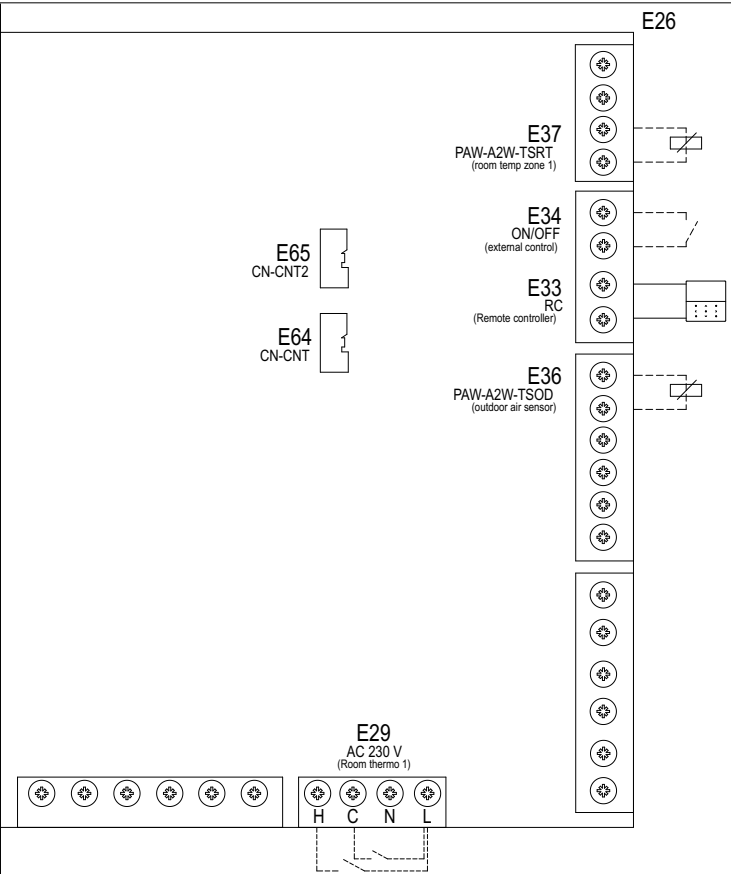 E26
E37
PAW-A2W-TSRT
(room temp zone 1)
E34
ON/OFF
(external control)
E65
CN-CNT2
E33
RC
(Remote controller)
E64
CN-CNT
E36
PAW-A2W-TSOD
(outdoor air sensor)
E29
AC 230 V
(Room thermo 1)
H C N L